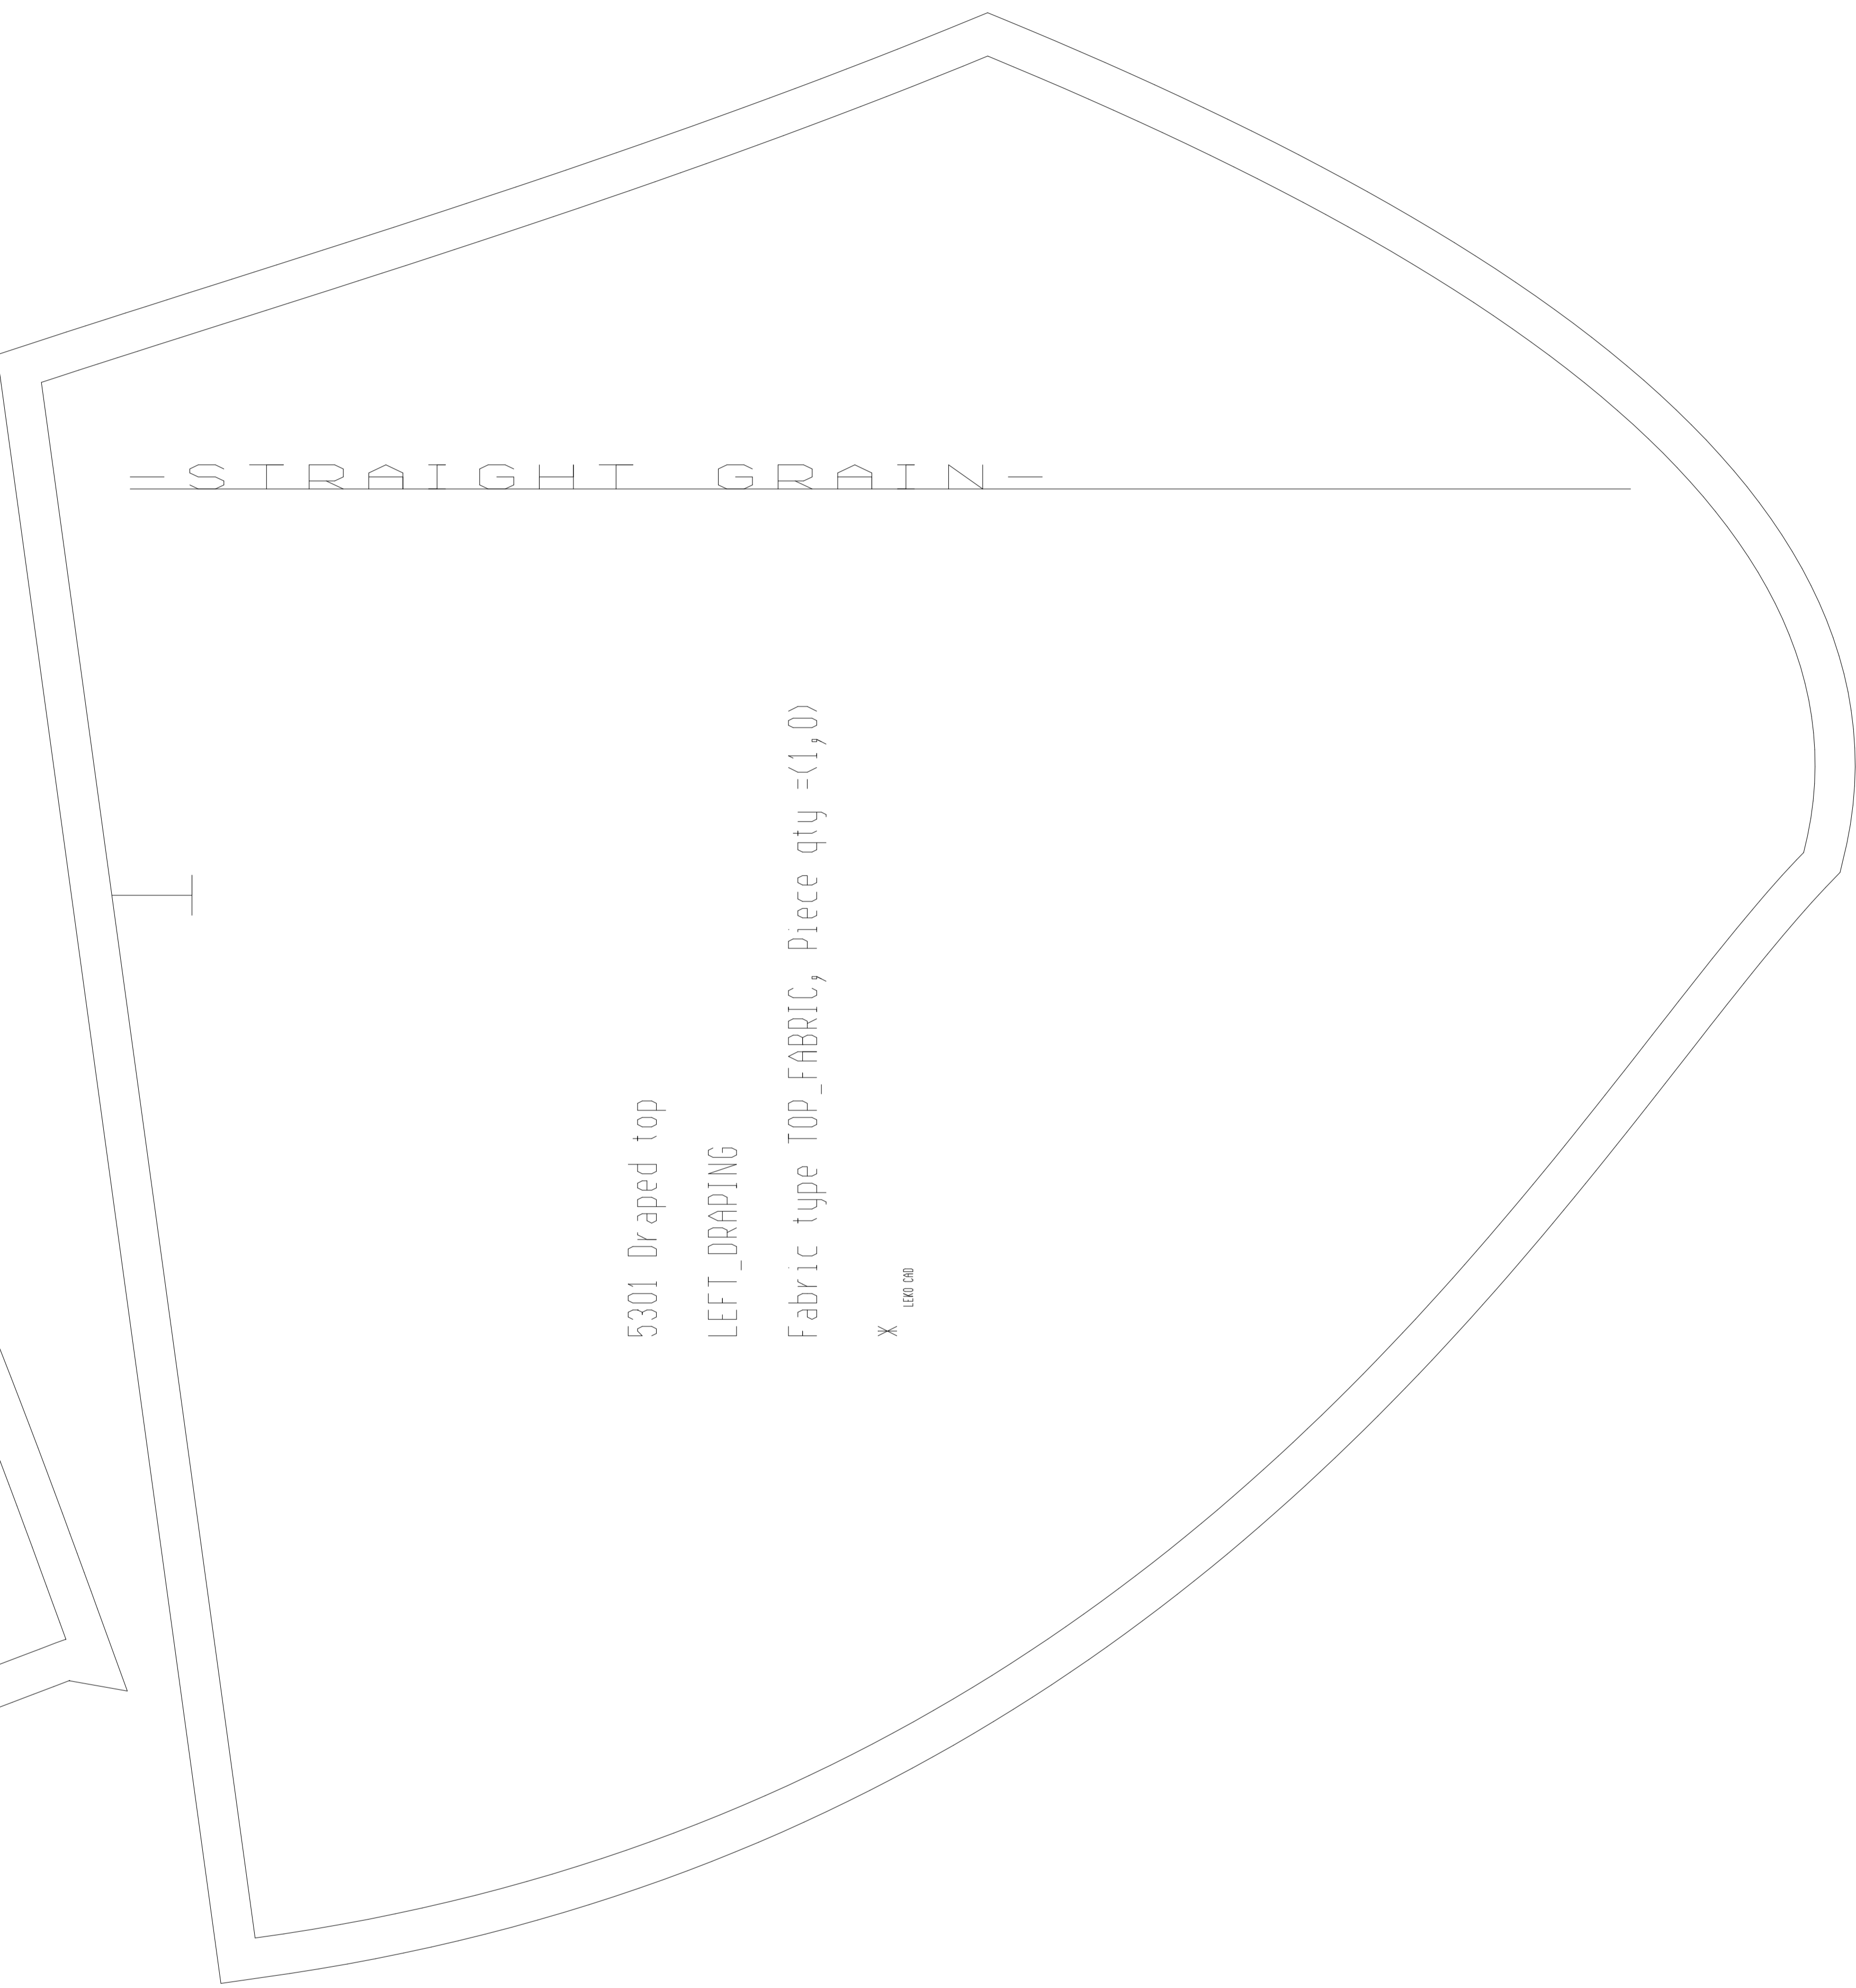 -STRAIGHT GRAIN-
5301 Draped top
LEFT_DRAPING
Fabric type TOP_FABRIC, Piece qty =(1,0)
*
LEKO CAD